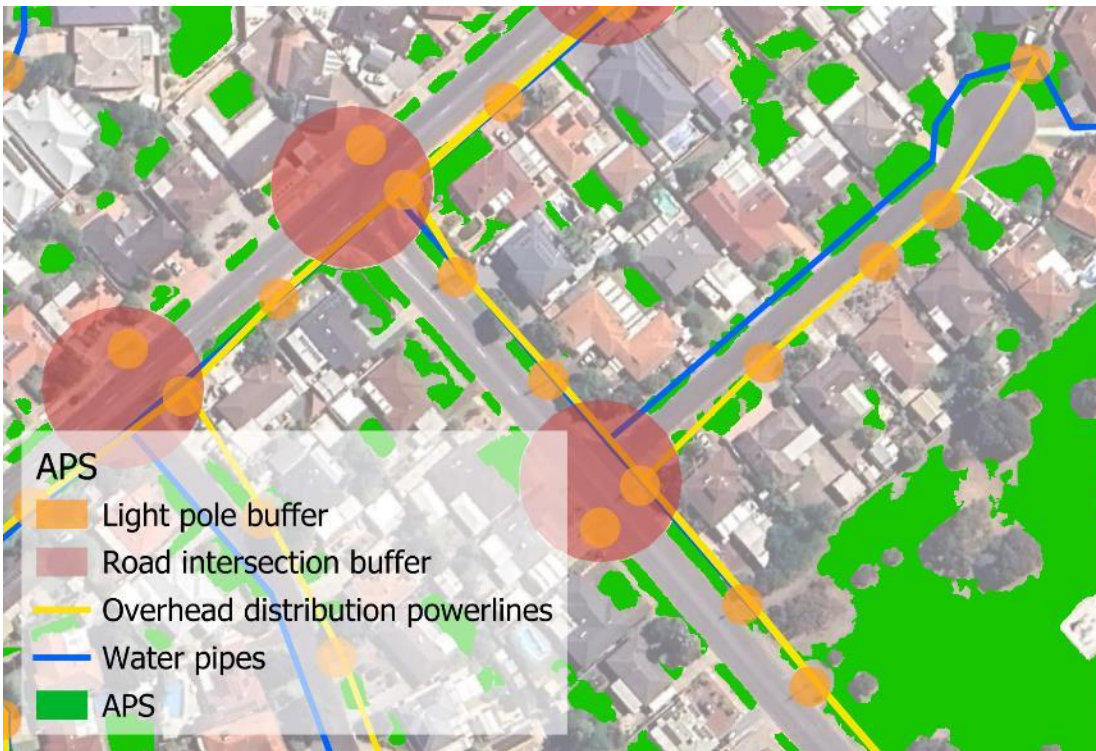 APS
Light pole buffer
Road intersection buffer
Overhead distribution powerlines
Water pipes
APS